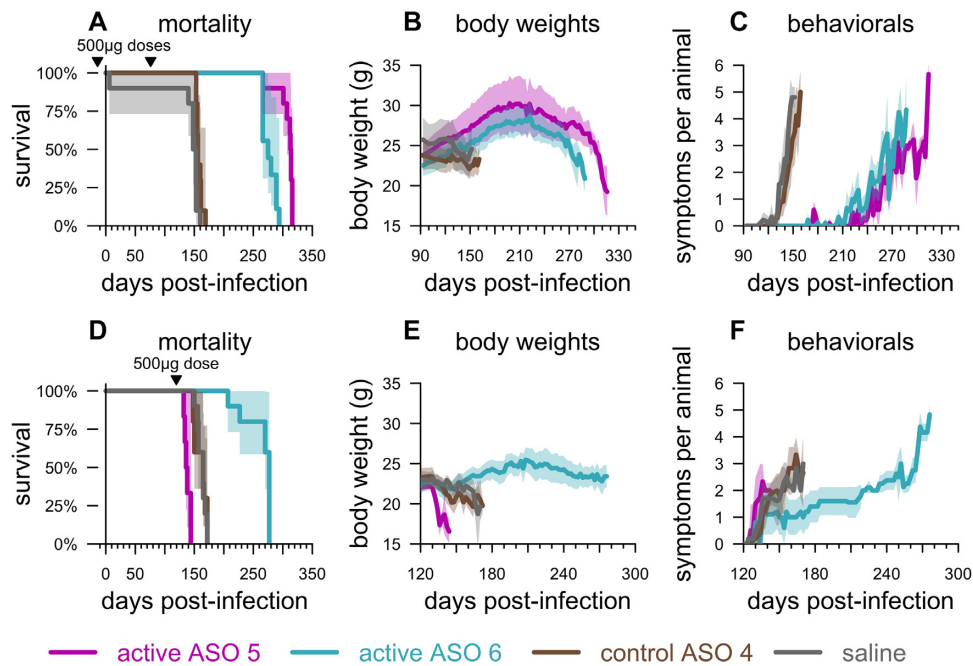 A mortality
500µg doses
100%
75%
50%
25%
0%
survival
0 50 150 250 350
days post-infection
B body weights
35
30
25
20
15
body weight (g)
90 150 210 270 330
days post-infection
C behaviorals
6
5
4
3
2
1
0
symptoms per animal
90 150 210 270 330
days post-infection
D mortality
500µg dose
100%
75%
50%
25%
0%
survival
0 50 150 250 350
days post-infection
E body weights
35
30
25
20
15
body weight (g)
120 180 240 300
days post-infection
F behaviorals
6
5
4
3
2
1
0
symptoms per animal
120 180 240 300
days post-infection
active ASO 5 active ASO 6 control ASO 4 saline